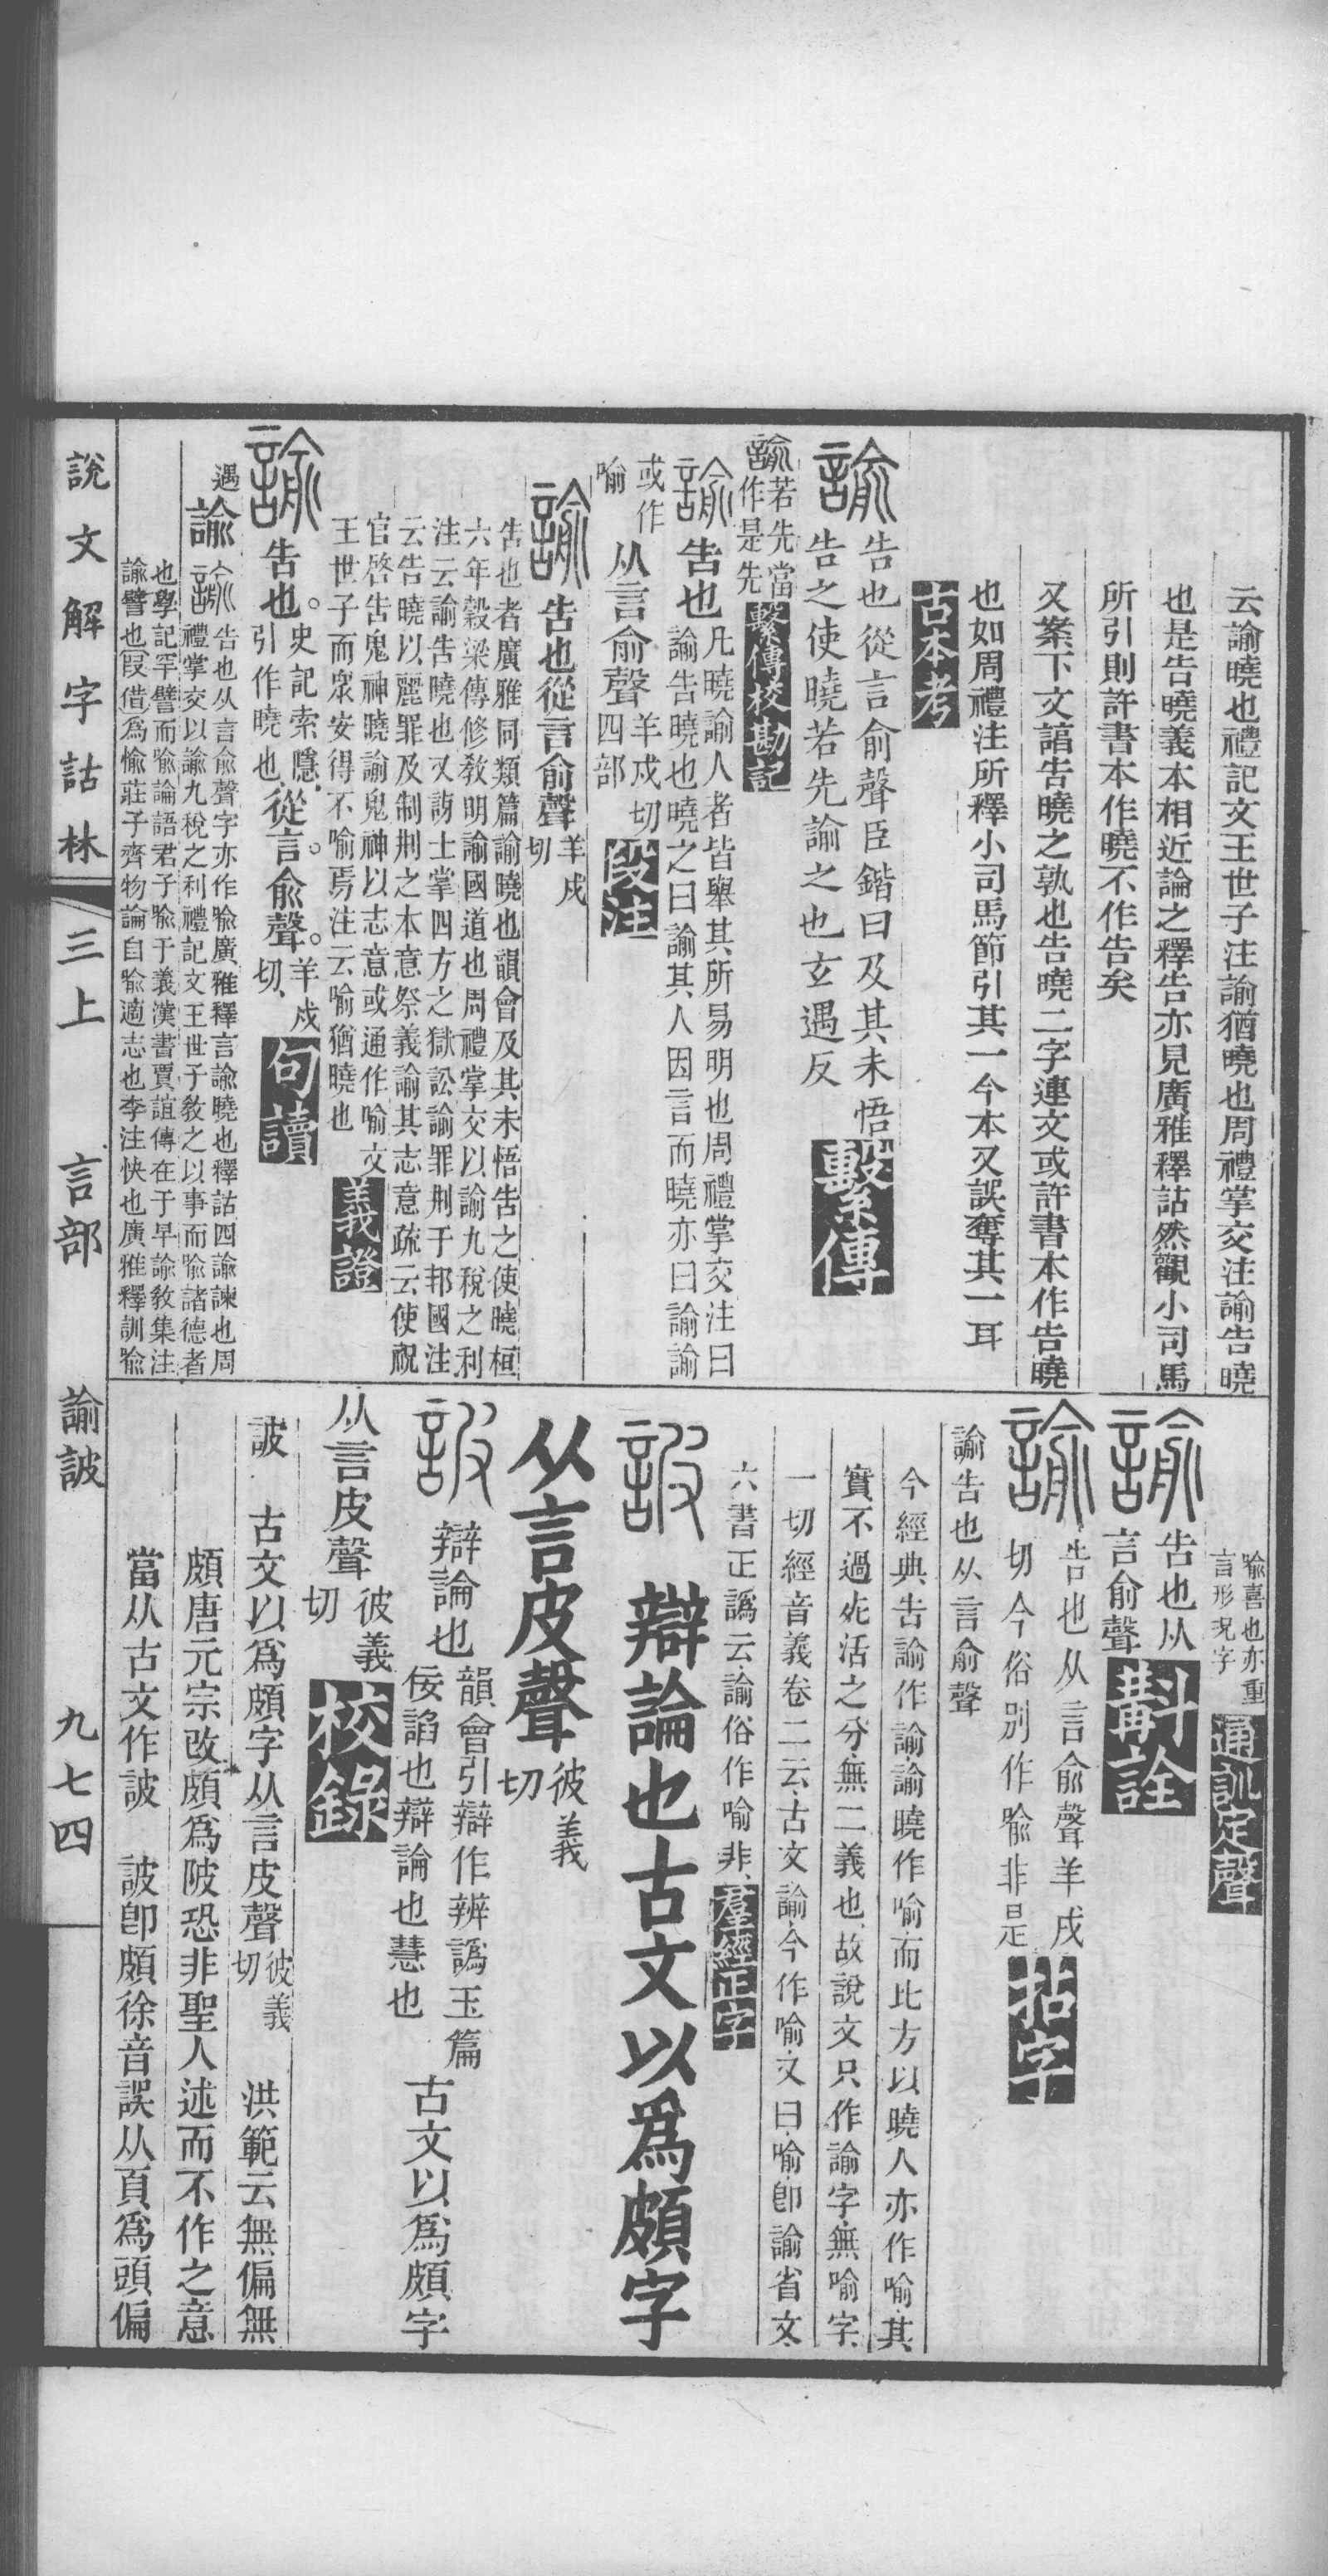 云諭曉也禮記文王世子注諭猶曉也周禮掌交注諭告曉
也是告曉義本相近論之釋告亦見廣雅釋詁然觀小司馬
所引則許書本作曉不作告矣
又案下文諄告曉之孰也告曉二字連文或許書本作告曉
也如周禮注所釋小司馬節引其一今本又誤奪其一耳
古本考
諭
告也從言俞聲臣鍇曰及其未悟
告之使曉若先諭之也玄遇反
繫傳
諭若先當
作是先
繫傳校勘記
諭告也
凡曉諭人者皆舉其所易明也周禮掌交注曰
諭告曉也曉之曰諭其人因言而曉亦曰諭諭
或作
喻
从言俞聲
羊戍切
四部
段注
諭告也從言俞聲
羊戍
切
告也者廣雅同類篇諭曉也韻會及其未悟告之使曉桓
六年穀梁傳修敎明諭國道也周禮掌交以諭九稅之利
注云諭告曉也又訝士掌四方之獄訟諭罪刑于邦國注
云告曉以麗罪及制刑之本意祭義諭其志意疏云使祝
官啓告鬼神曉諭鬼神以志意或通作喻文
王世子而眾安得不喻焉注云喻猶曉也
義證
諭告也。
史記索隱、
引作曉也、
從言。俞聲。
羊戍
切、
句讀
遇諭
諭告也从言俞聲字亦作喻廣雅釋言諭曉也釋詁四諭諫也周
禮掌交以諭九稅之利禮記文王世子敎之以事而喻諸德者
也學記罕譬而喻論語君子喻于義漢書賈誼傳在于早諭敎集注
諭譬也叚借爲愉莊子齊物論自喻適志也李注快也廣雅釋訓喻
說文解字詁林 三上 言部 諭詖 九七四
喻喜也亦重
言形況字
通訓定聲
諭
告也从
言俞聲
斠詮
諭
告也从言俞聲羊戍
切今俗別作喻非是
拈字
諭告也从言俞聲
今經典告諭作諭、諭曉作喻、而比方以曉人亦作喻、其
實不過死活之分、無二義也、故說文只作諭字、無喻字、
一切經音義卷二云、古文諭、今作喻、又曰喻卽諭省文、
六書正譌云、諭俗作喻非、
羣經正字
詖 辯論也古文以爲頗字
从言皮聲
彼義
切
詖
辯論也
韻會引辯作辨譌玉篇
佞諂也辯論也慧也
古文以爲頗字
从言皮聲
彼義
切
校錄
詖 古文以爲頗字从言皮聲
彼義
切
洪範云無偏無
頗唐元宗改頗爲陂恐非聖人述而不作之意
當从古文作詖 詖卽頗徐音誤从頁爲頭偏